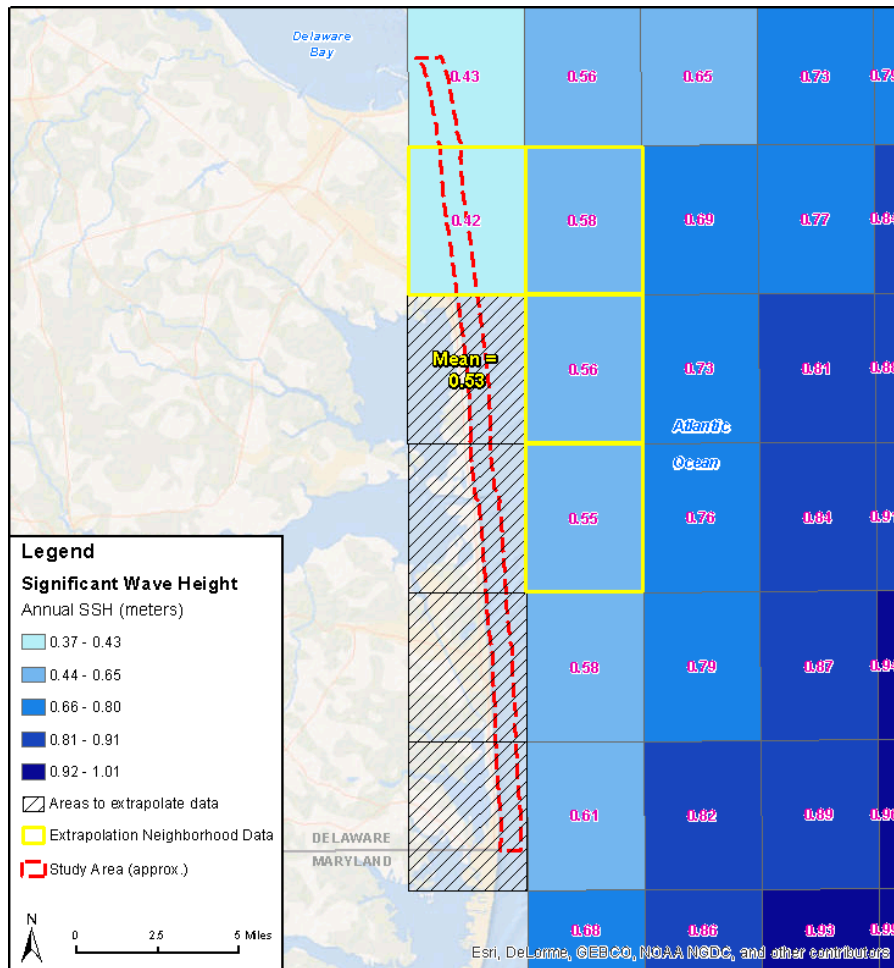 Delaware
Bay
0.43 0.56 0.65 0.73
0.42 0.58 0.69 0.77
Mean =
0.53
0.56 0.73 0.81
Atlantic
Ocean
0.55 0.76 0.84
0.58 0.79 0.87
0.61 0.82 0.89
0.68 0.86 0.93
DELAWARE
MARYLAND
Legend
Significant Wave Height
Annual SSH (meters)
0.37 - 0.43
0.44 - 0.65
0.66 - 0.80
0.81 - 0.91
0.92 - 1.01
Areas to extrapolate data
Extrapolation Neighborhood Data
Study Area (approx.)
N
0 2.5 5 Miles
Esri, DeLorme, GEBCO, NOAA NGDC, and other contributors